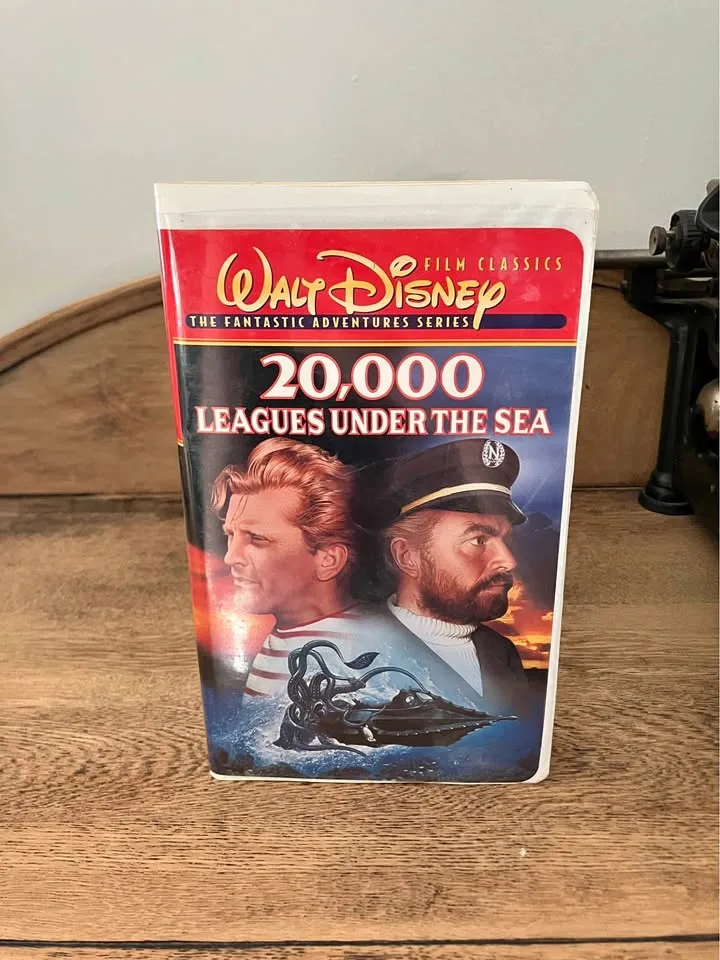 WALT DISNEY FILM CLASSICS
THE FANTASTIC ADVENTURES SERIES
20,000
LEAGUES UNDER THE SEA
N